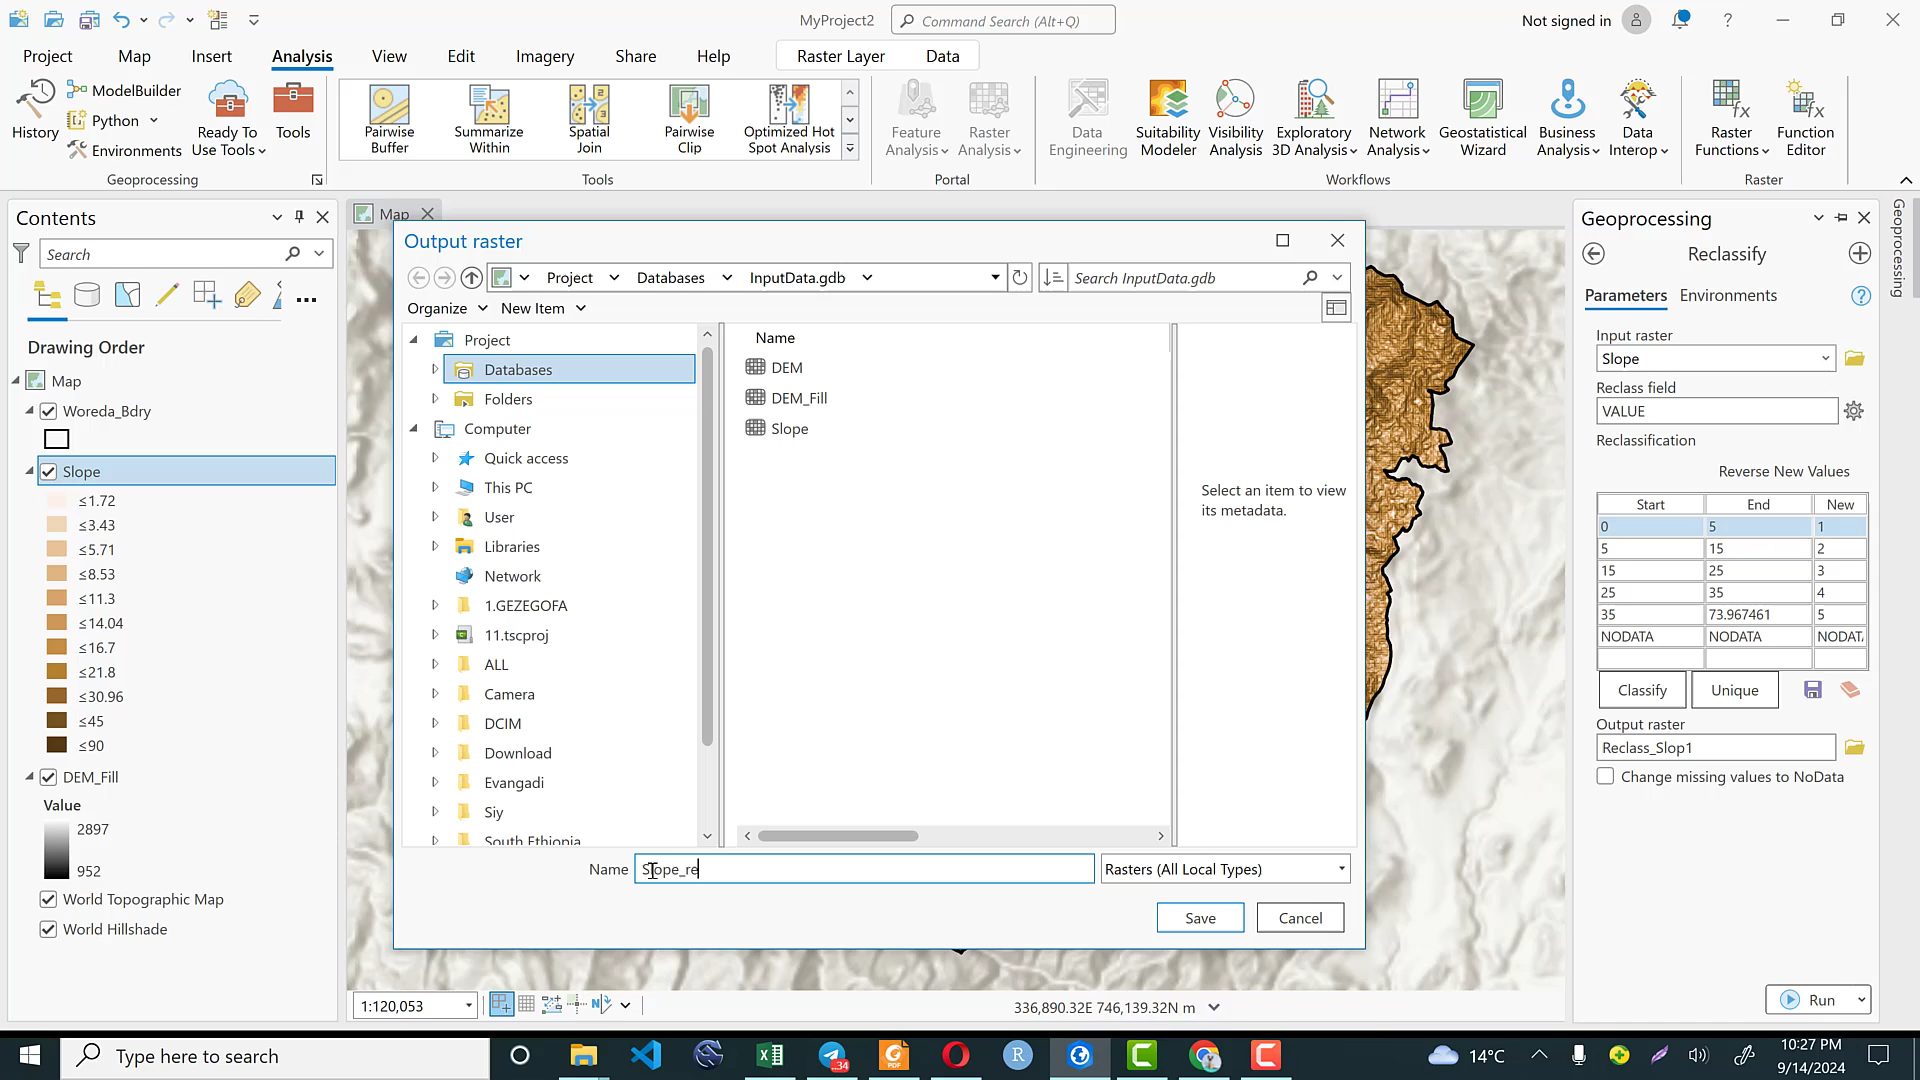 MyProject2
Command Search (Alt+Q)
Not signed in
?
Project
Map
Insert
Analysis
View
Edit
Imagery
Share
Help
Raster Layer
Data
History
ModelBuilder
Python
Environments
Ready To
Use Tools
Tools
Geoprocessing
Pairwise
Buffer
Summarize
Within
Spatial
Join
Pairwise
Clip
Optimized Hot
Spot Analysis
Tools
Feature
Analysis
Raster
Analysis
Portal
Data
Engineering
Suitability
Modeler
Visibility
Analysis
Exploratory
3D Analysis
Network
Analysis
Geostatistical
Wizard
Business
Analysis
Data
Interop
Workflows
Raster
Functions
Function
Editor
Raster
Contents
Search
Drawing Order
Map
Woreda_Bdry
Slope
≤1.72
≤3.43
≤5.71
≤8.53
≤11.3
≤14.04
≤16.7
≤21.8
≤30.96
≤45
≤90
DEM_Fill
Value
2897
952
World Topographic Map
World Hillshade
Map
Output raster
Project
Databases
InputData.gdb
Search InputData.gdb
Organize
New Item
Project
Databases
Folders
Computer
Quick access
This PC
User
Libraries
Network
1.GEZEGOFA
11.tscproj
ALL
Camera
DCIM
Download
Evangadi
Siy
South Ethiopia
Name
DEM
DEM_Fill
Slope
Select an item to view
its metadata.
Name Slope_re
Rasters (All Local Types)
Save
Cancel
1:120,053
336,890.32E 746,139.32N m
Geoprocessing
Reclassify
Parameters
Environments
?
Input raster
Slope
Reclass field
VALUE
Reclassification
Reverse New Values
Start End New
0 5 1
5 15 2
15 25 3
25 35 4
35 73.967461 5
NODATA NODATA NODATA
Classify
Unique
Output raster
Reclass_Slop1
Change missing values to NoData
Run
Geoprocessing
Type here to search
34
PDF
R
14°C
10:27 PM
9/14/2024